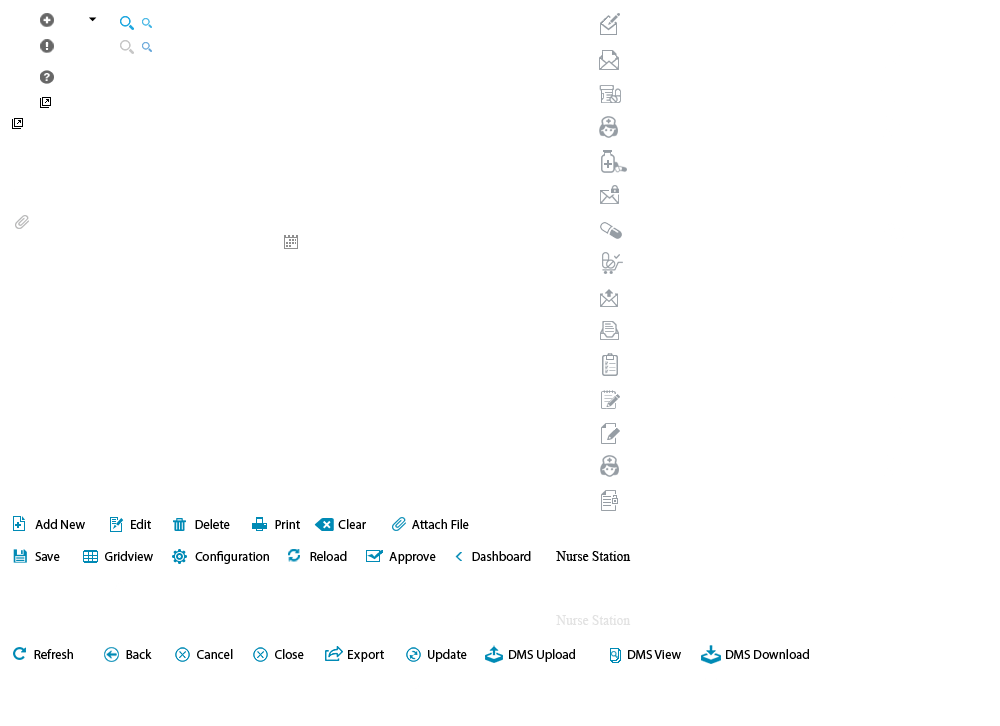 Add New Edit Delete Print Clear Attach File
Save Gridview Configuration Reload Approve Dashboard Nurse Station
Nurse Station
Refresh Back Cancel Close Export Update DMS Upload DMS View DMS Download